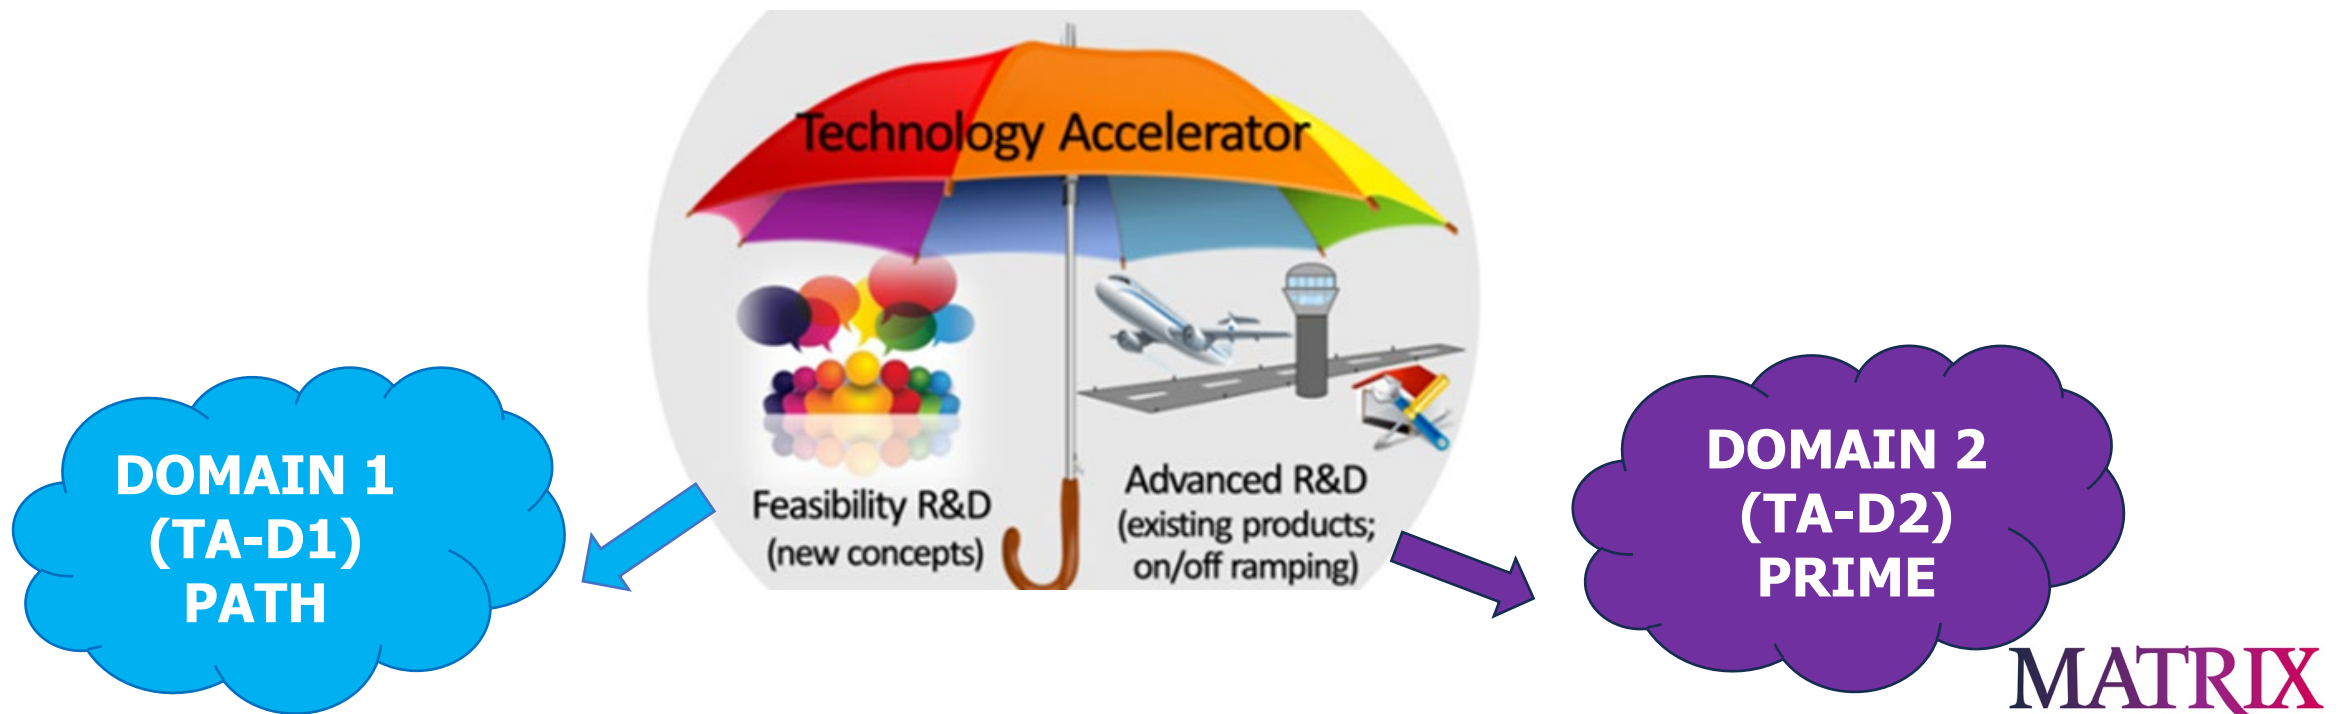 Technology Accelerator
Feasibility R&D
(new concepts)
Advanced R&D
(existing products;
on/off ramping)
DOMAIN 1
(TA-D1)
PATH
DOMAIN 2
(TA-D2)
PRIME
MATRIX